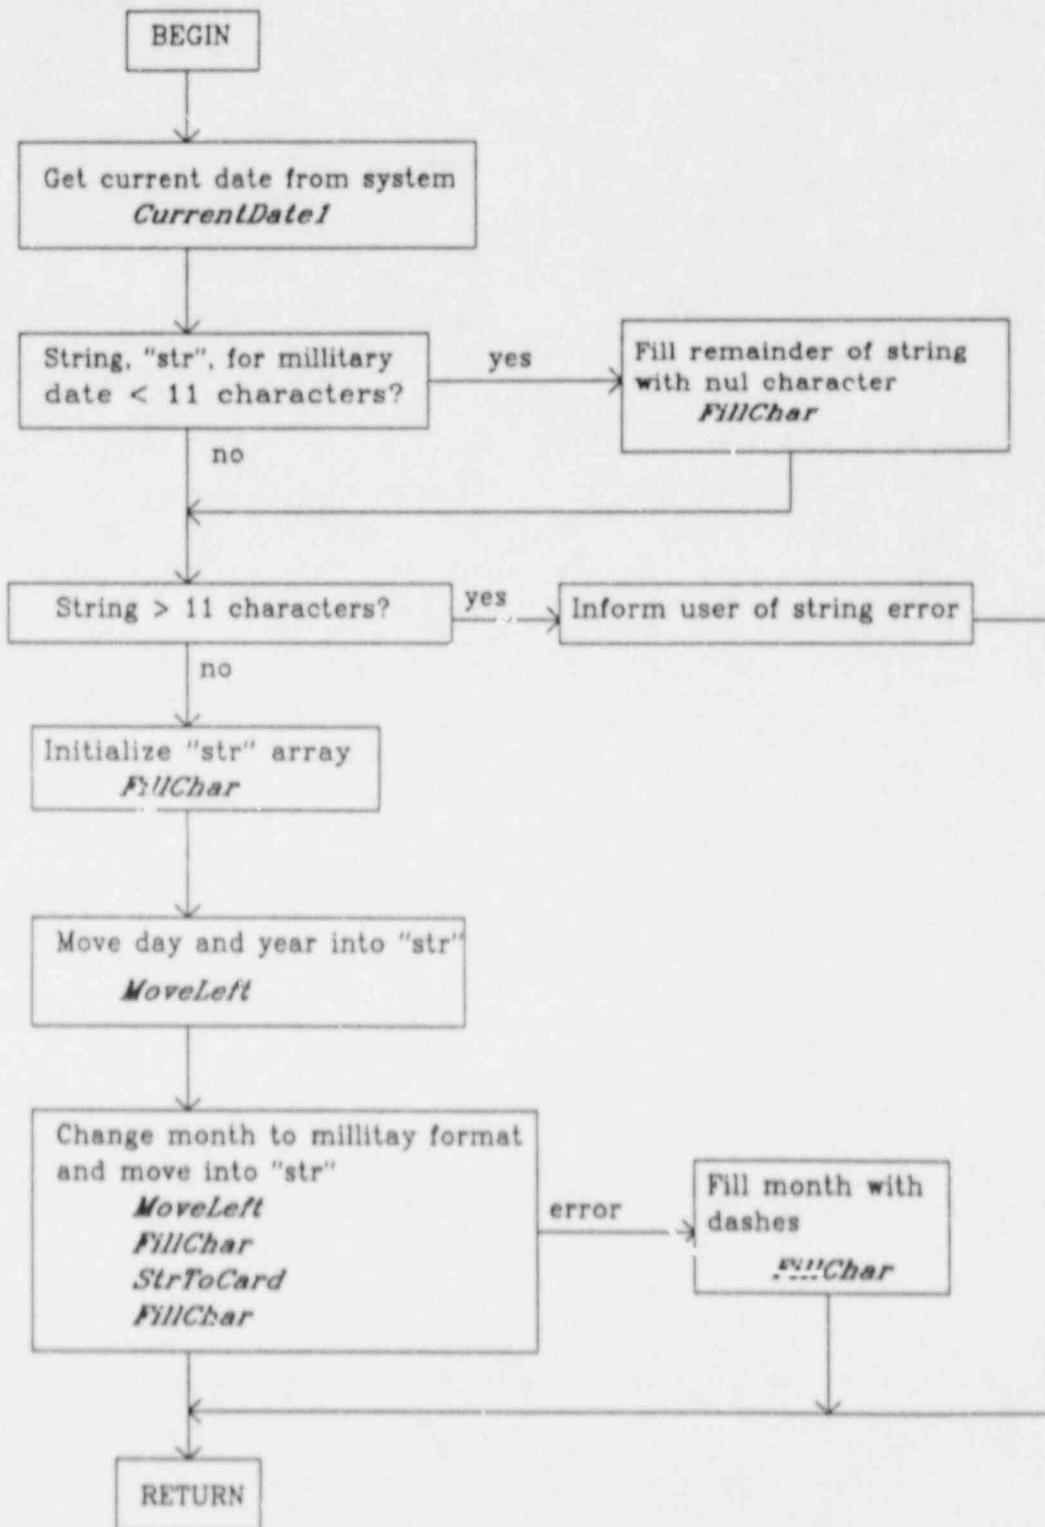 BEGIN
Get current date from system
CurrentDate1
String, "str", for millitary
date < 11 characters?
yes
Fill remainder of string
with nul character
FillChar
no
String > 11 characters?
yes
Inform user of string error
no
Initialize "str" array
FillChar
Move day and year into "str"
MoveLeft
Change month to millitay format
and move into "str"
MoveLeft
FillChar
StrToCard
FillChar
error
Fill month with
dashes
FillChar
RETURN